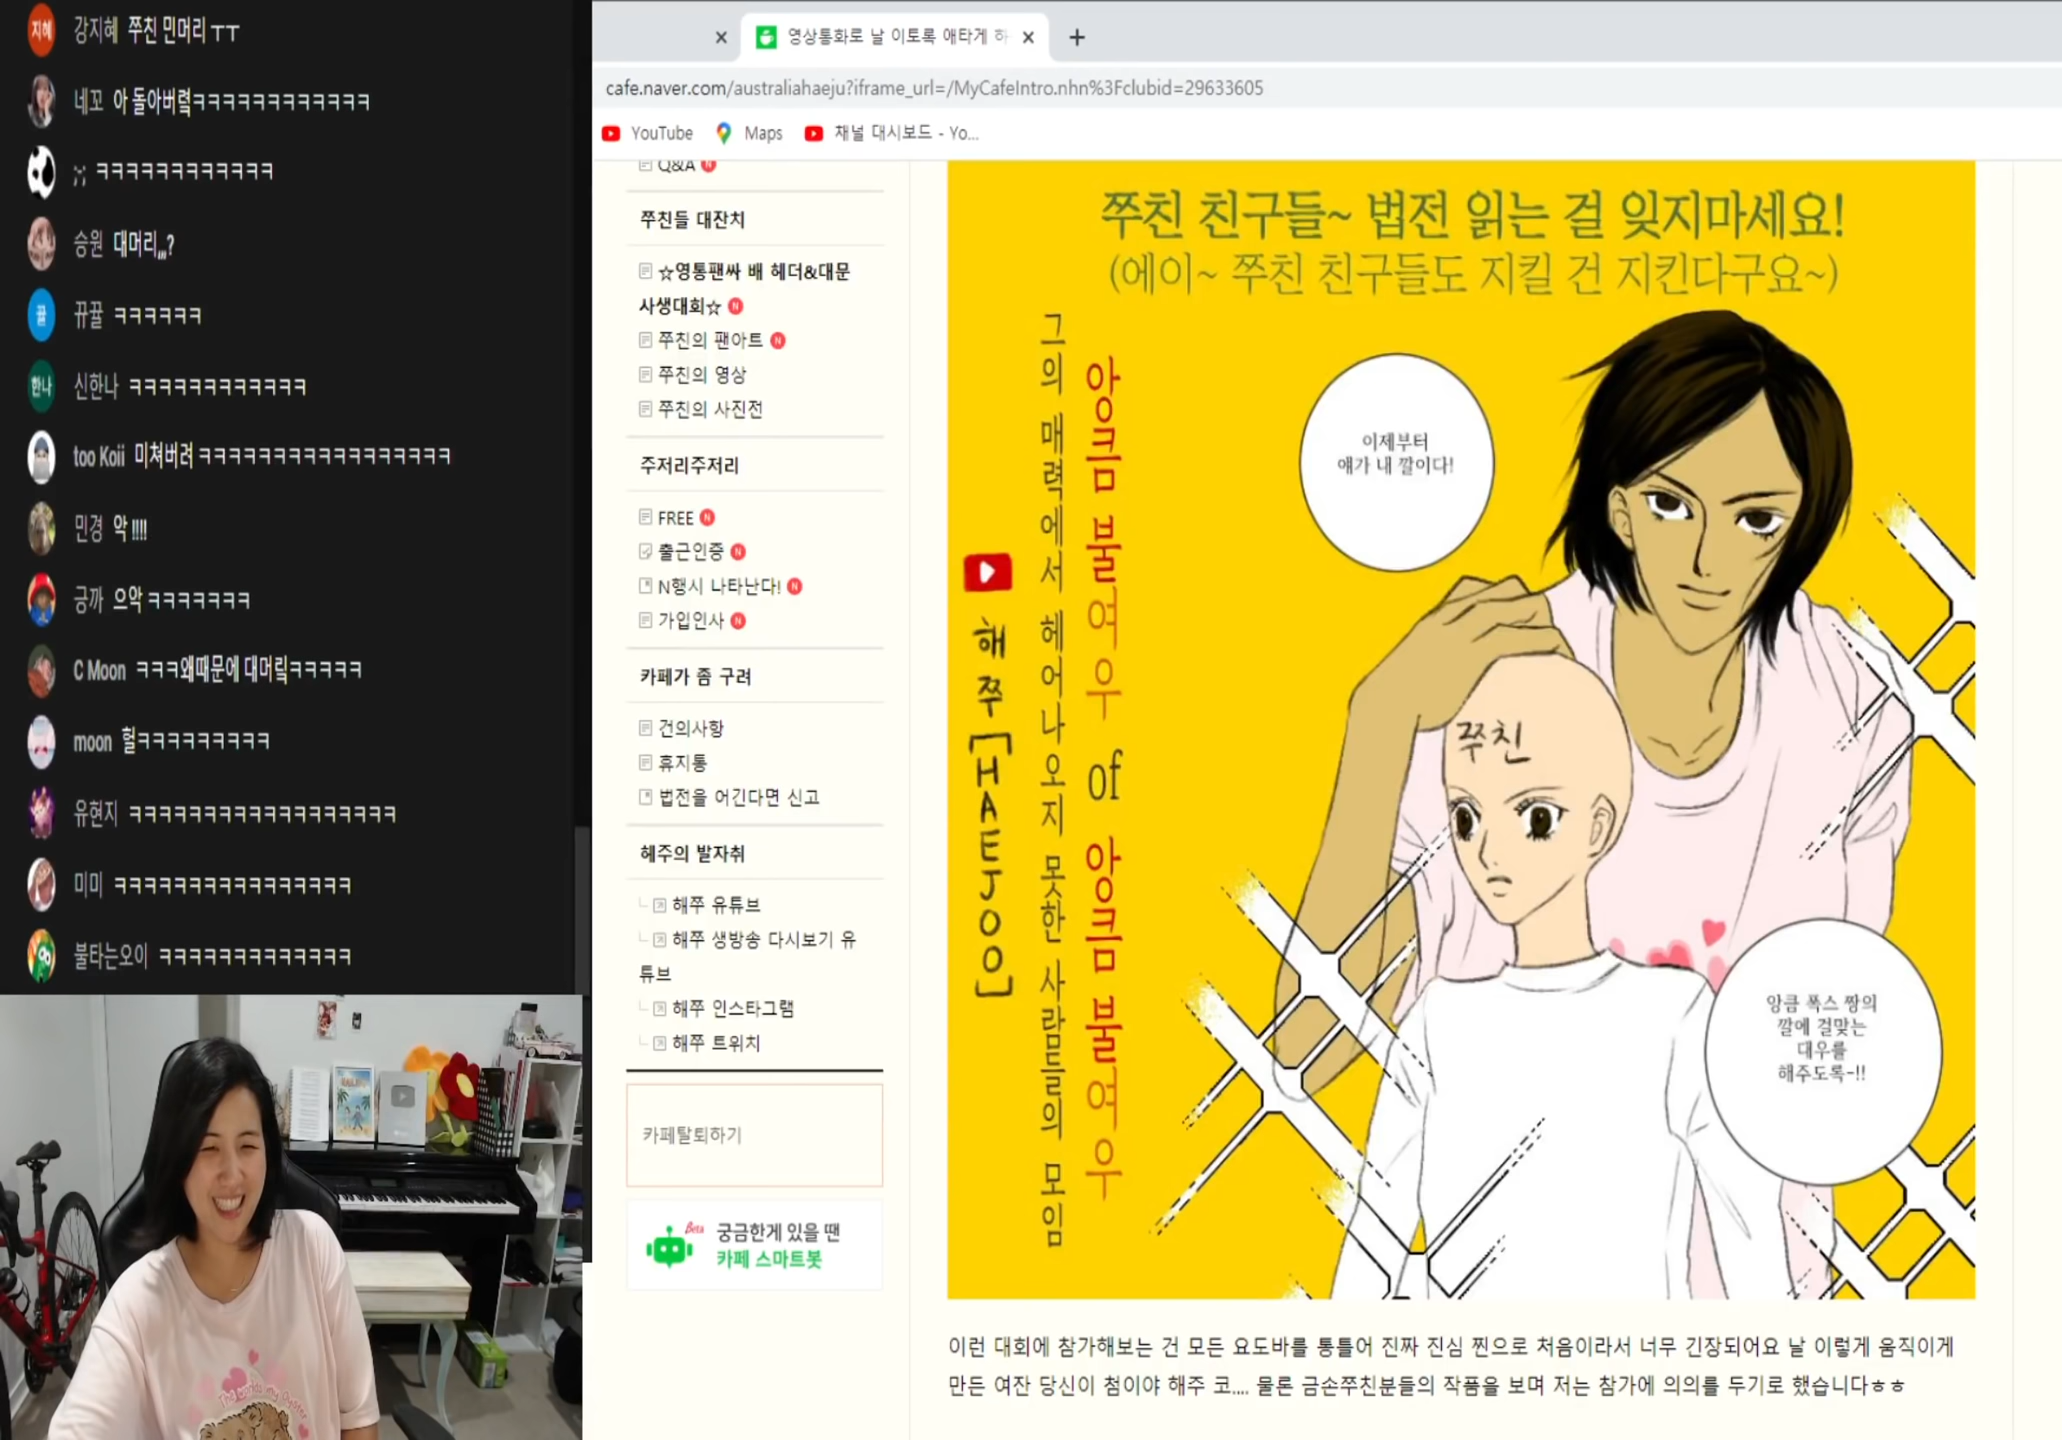 지혜
강지혜 쭈친 민머리 ㅜㅜ
네꼬 아 돌아버렼ㅋㅋㅋㅋㅋㅋㅋㅋㅋㅋㅋㅋ
;; ㅋㅋㅋㅋㅋㅋㅋㅋㅋㅋㅋㅋ
승원 대머리,,,?
뀰
뀨뀰 ㅋㅋㅋㅋㅋㅋ
한나
신한나 ㅋㅋㅋㅋㅋㅋㅋㅋㅋㅋㅋㅋ
too Koii 미쳐버려ㅋㅋㅋㅋㅋㅋㅋㅋㅋㅋㅋㅋㅋㅋㅋㅋㅋ
민경 악!!!!
긍까 으악ㅋㅋㅋㅋㅋㅋㅋ
C Moon ㅋㅋㅋ왜때문에 대머맄ㅋㅋㅋㅋㅋ
moon 헐ㅋㅋㅋㅋㅋㅋㅋㅋㅋ
유현지 ㅋㅋㅋㅋㅋㅋㅋㅋㅋㅋㅋㅋㅋㅋㅋㅋㅋㅋ
미미 ㅋㅋㅋㅋㅋㅋㅋㅋㅋㅋㅋㅋㅋㅋㅋㅋ
불타는오이 ㅋㅋㅋㅋㅋㅋㅋㅋㅋㅋㅋㅋㅋ
영상통화로 날 이토록 애타게 하
cafe.naver.com/australiahaeju?iframe_url=/MyCafeIntro.nhn%3Fclubid=29633605
YouTube Maps 채널 대시보드 - Yo...
Q&A N
쭈친들 대잔치
☆영통팬싸 배 헤더&대문
사생대회☆ N
쭈친의 팬아트 N
쭈친의 영상
쭈친의 사진전
주저리주저리
FREE N
출근인증 N
N행시 나타난다! N
가입인사 N
카페가 좀 구려
건의사항
휴지통
법전을 어긴다면 신고
헤주의 발자취
해쭈 유튜브
해쭈 생방송 다시보기 유
튜브
해쭈 인스타그램
해쭈 트위치
카페탈퇴하기
Beta 궁금한게 있을 땐
카페 스마트봇
쭈친 친구들~ 법전 읽는 걸 잊지마세요!
(에이~ 쭈친 친구들도 지킬 건 지킨다구요~)
해쭈[HAEJOO]
그의 매력에서 헤어나오지 못한 사람들의 모임
앙큼 불여우 of 앙큼 불여우
이제부터
얘가 내 깔이다!
쭈친
앙큼 폭스 짱의
깔에 걸맞는
대우를
해주도록-!!
이런 대회에 참가해보는 건 모든 요도바를 통틀어 진짜 진심 찐으로 처음이라서 너무 긴장되어요 날 이렇게 움직이게
만든 여잔 당신이 첨이야 해주 코.... 물론 금손쭈친분들의 작품을 보며 저는 참가에 의의를 두기로 했습니다ㅎㅎ
The worlds my Oyster